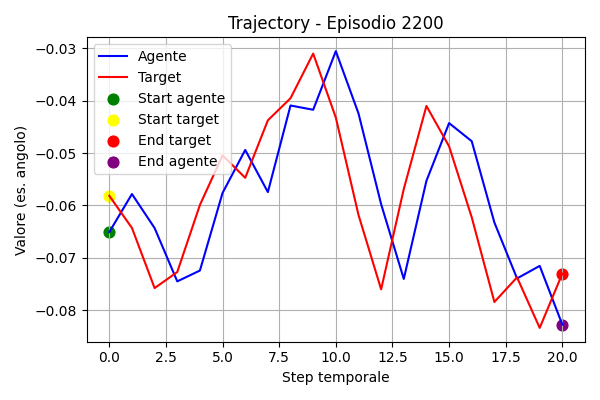 Trajectory - Episodio 2200
Agente
Target
Start agente
Start target
End target
End agente
Valore (es. angolo)
−0.03
−0.04
−0.05
−0.06
−0.07
−0.08
0.0 2.5 5.0 7.5 10.0 12.5 15.0 17.5 20.0
Step temporale